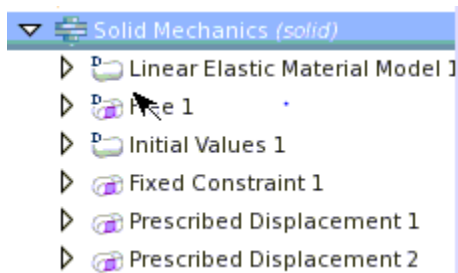 Solid Mechanics (solid)
D Linear Elastic Material Model 1
D 1
D Initial Values 1
Fixed Constraint 1
Prescribed Displacement 1
Prescribed Displacement 2